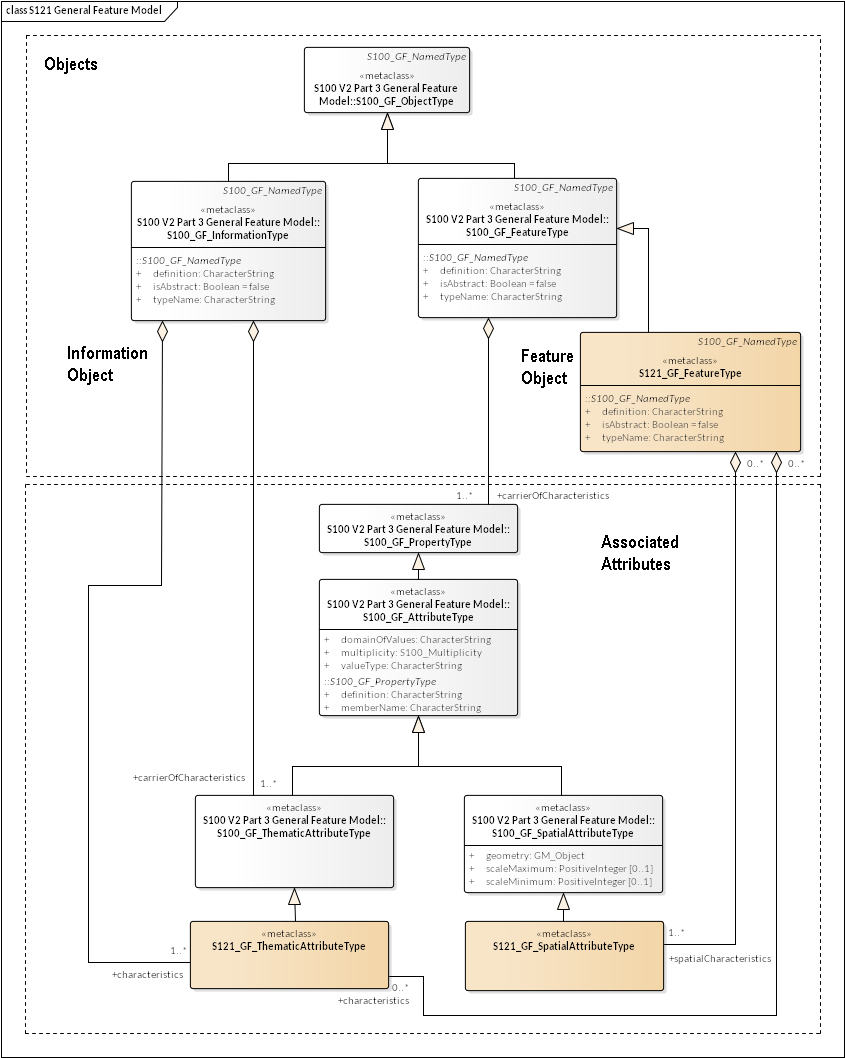 class S121 General Feature Model
Objects
S100_GF_NamedType
«metaclass»
S100 V2 Part 3 General Feature
Model::S100_GF_ObjectType
S100_GF_NamedType
«metaclass»
S100 V2 Part 3 General Feature Model::
S100_GF_InformationType
::S100_GF_NamedType
+ definition: CharacterString
+ isAbstract: Boolean = false
+ typeName: CharacterString
S100_GF_NamedType
«metaclass»
S100 V2 Part 3 General Feature Model::
S100_GF_FeatureType
::S100_GF_NamedType
+ definition: CharacterString
+ isAbstract: Boolean = false
+ typeName: CharacterString
Information
Object
Feature
Object
S100_GF_NamedType
«metaclass»
S121_GF_FeatureType
::S100_GF_NamedType
+ definition: CharacterString
+ isAbstract: Boolean = false
+ typeName: CharacterString
0..*
0..*
1..*
+carrierOfCharacteristics
«metaclass»
S100 V2 Part 3 General Feature Model::
S100_GF_PropertyType
Associated
Attributes
«metaclass»
S100 V2 Part 3 General Feature Model::
S100_GF_AttributeType
+ domainOfValues: CharacterString
+ multiplicity: S100_Multiplicity
+ valueType: CharacterString
::S100_GF_PropertyType
+ definition: CharacterString
+ memberName: CharacterString
+carrierOfCharacteristics
1..*
«metaclass»
S100 V2 Part 3 General Feature Model::
S100_GF_ThematicAttributeType
«metaclass»
S100 V2 Part 3 General Feature Model::
S100_GF_SpatialAttributeType
+ geometry: GM_Object
+ scaleMaximum: PositiveInteger [0..1]
+ scaleMinimum: PositiveInteger [0..1]
«metaclass»
S121_GF_ThematicAttributeType
«metaclass»
S121_GF_SpatialAttributeType
1..*
+characteristics
1..*
+spatialCharacteristics
0..*
+characteristics